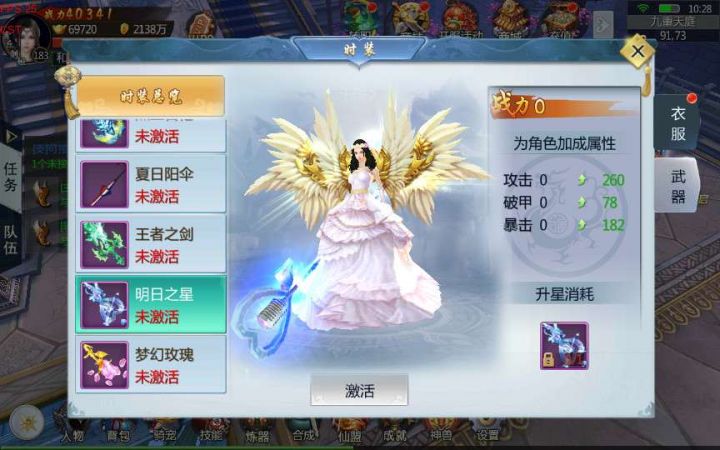 战力40341
69720
2138万
183
时装
10:28
九重天庭
91,73
时装总览
未激活
夏日阳伞
未激活
王者之剑
未激活
明日之星
未激活
梦幻玫瑰
未激活
激活
战力0
为角色加成属性
攻击 0 260
破甲 0 78
暴击 0 182
升星消耗
衣服
武器
任务
队伍
人物
背包
骑宠
技能
炼器
合成
仙盟
成就
神兽
设置